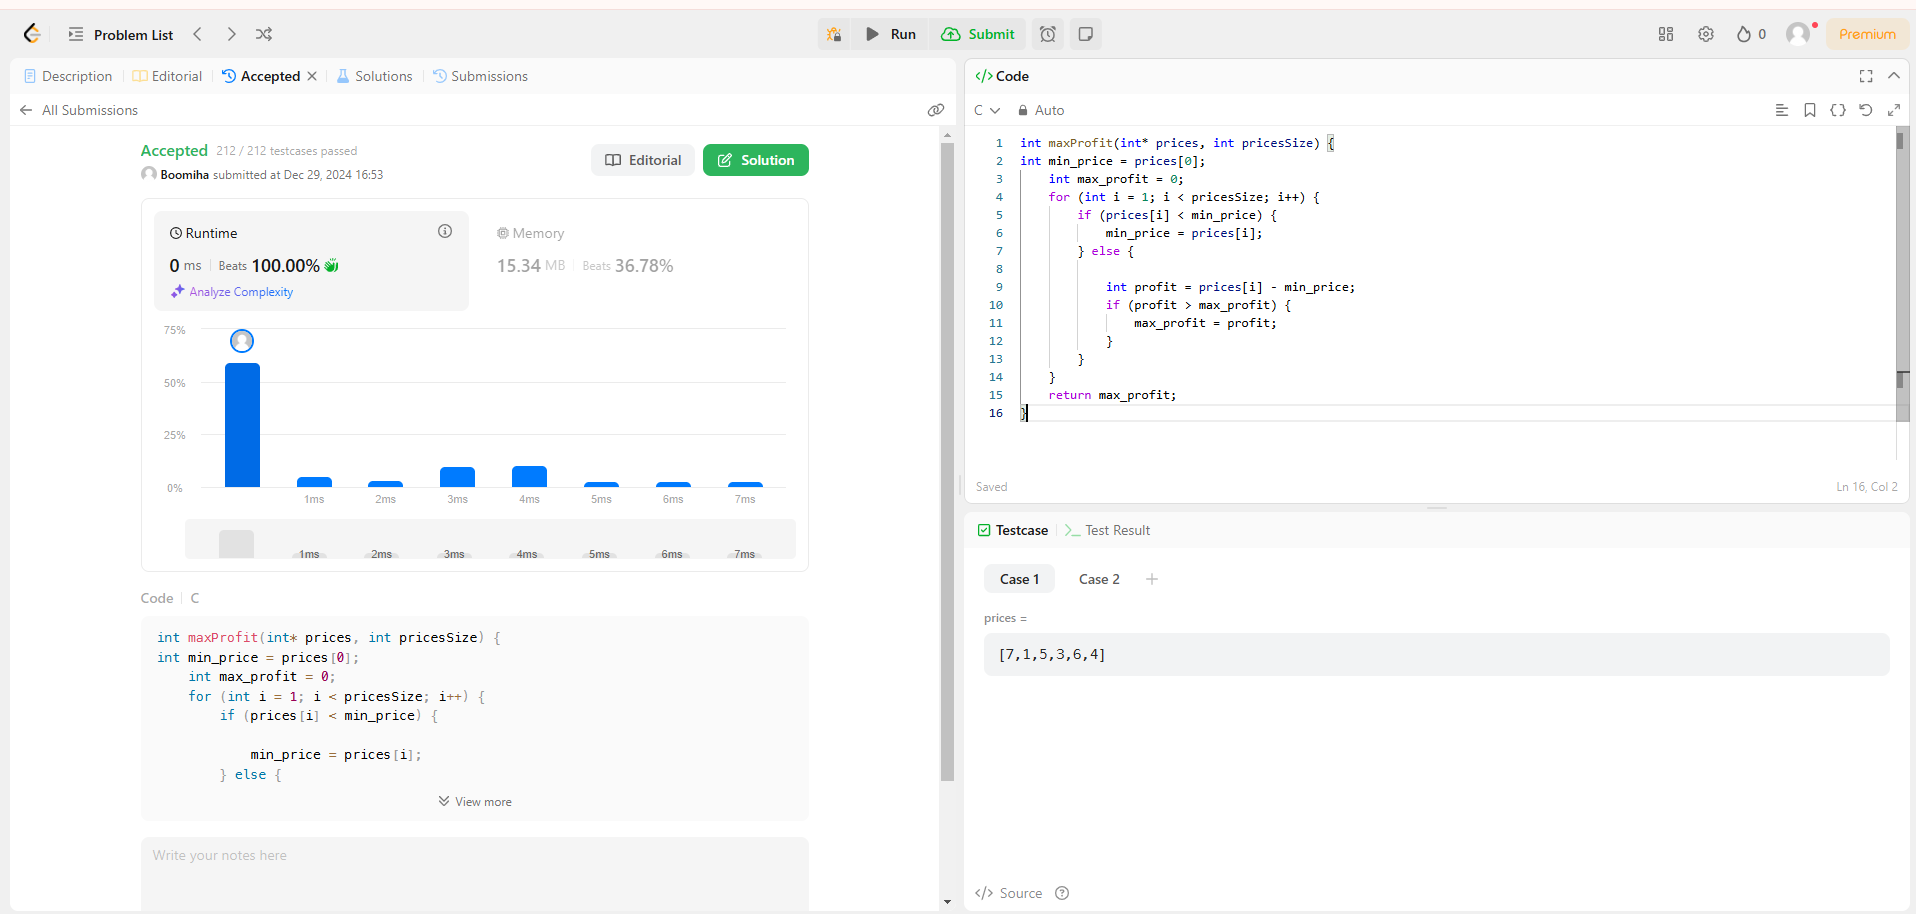 Problem List
Run
Submit
0
Premium
Description
Editorial
Accepted
Solutions
Submissions
All Submissions
Accepted 212 / 212 testcases passed
Boomiha submitted at Dec 29, 2024 16:53
Editorial
Solution
Runtime
0 ms Beats 100.00%
Analyze Complexity
Memory
15.34 MB Beats 36.78%
75%
50%
25%
0%
1ms 2ms 3ms 4ms 5ms 6ms 7ms
1ms 2ms 3ms 4ms 5ms 6ms 7ms
Code C
int maxProfit(int* prices, int pricesSize) {
int min_price = prices[0];
    int max_profit = 0;
    for (int i = 1; i < pricesSize; i++) {
        if (prices[i] < min_price) {
            min_price = prices[i];
        } else {
View more
Write your notes here
</> Code
C
Auto
1 int maxProfit(int* prices, int pricesSize) {
2 int min_price = prices[0];
3     int max_profit = 0;
4     for (int i = 1; i < pricesSize; i++) {
5         if (prices[i] < min_price) {
6             min_price = prices[i];
7         } else {
8
9             int profit = prices[i] - min_price;
10             if (profit > max_profit) {
11                 max_profit = profit;
12             }
13         }
14     }
15     return max_profit;
16 }
Saved
Ln 16, Col 2
Testcase
Test Result
Case 1
Case 2
prices =
[7,1,5,3,6,4]
</> Source